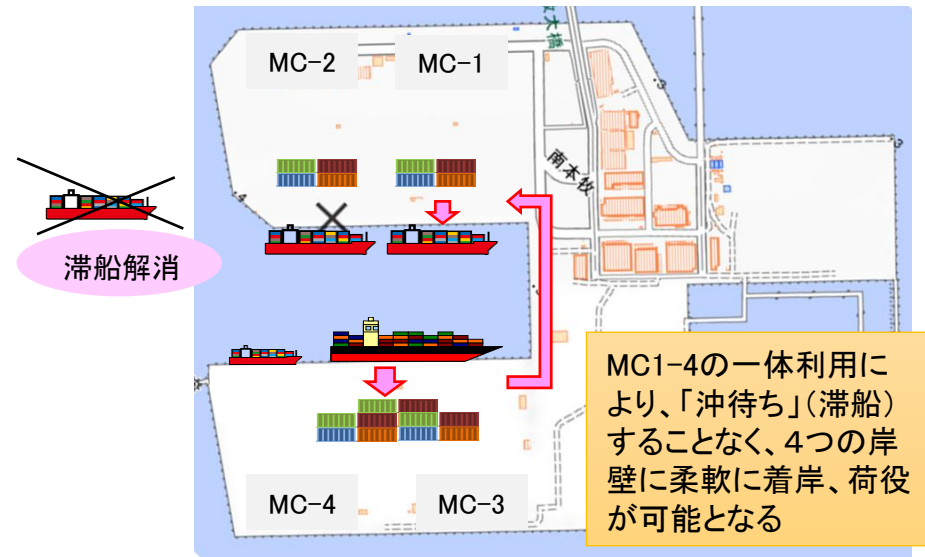 大橋
MC-2
MC-1
南本牧
滞船解消
MC1-4の一体利用に
より、「沖待ち」(滞船)
することなく、４つの岸
壁に柔軟に着岸、荷役
が可能となる
MC-4
MC-3